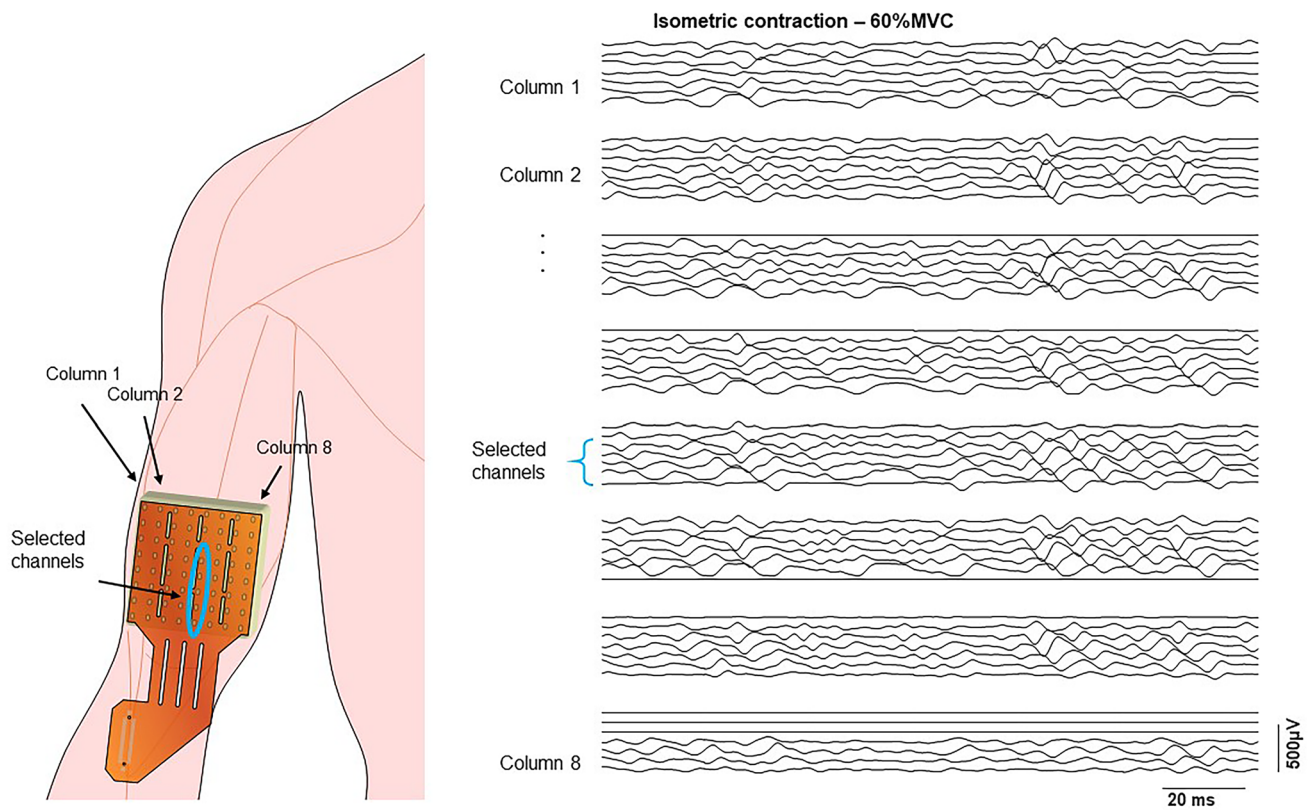 Isometric contraction – 60%MVC
Column 1
Column 2
Selected
channels
Column 8
500µV
20 ms
Column 1
Column 2
Column 8
Selected
channels